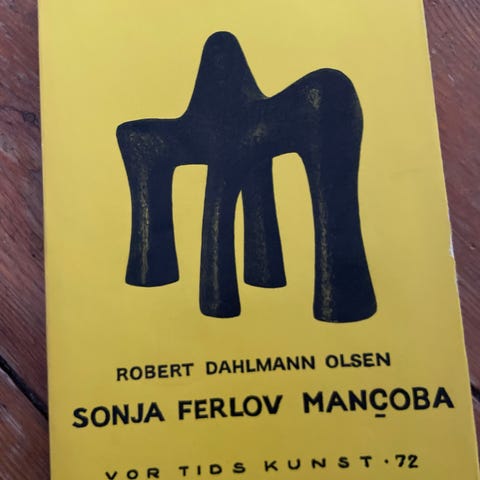 ROBERT DAHLMANN OLSEN
SONJA FERLOV MANÇOBA
VOR TIDS KUNST · 72